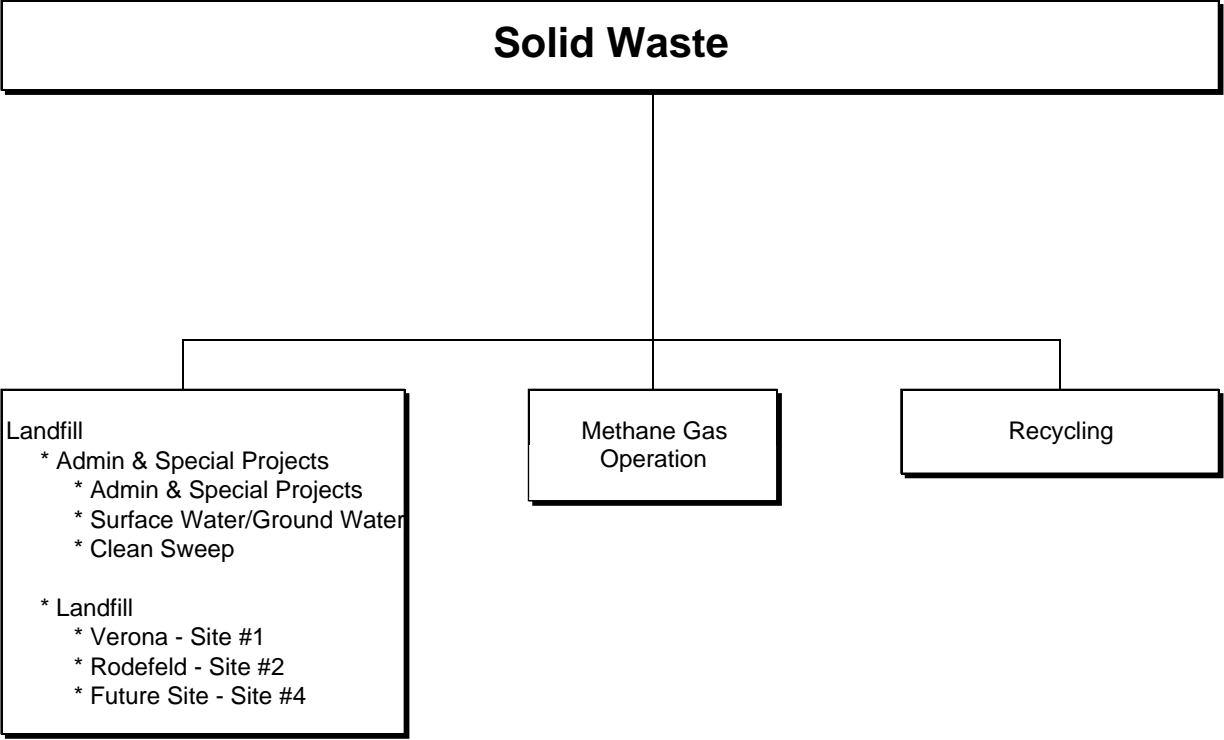 Solid Waste
Landfill
* Admin & Special Projects
* Admin & Special Projects
* Surface Water/Ground Water
* Clean Sweep
* Landfill
* Verona - Site #1
* Rodefeld - Site #2
* Future Site - Site #4
Methane Gas
Operation
Recycling